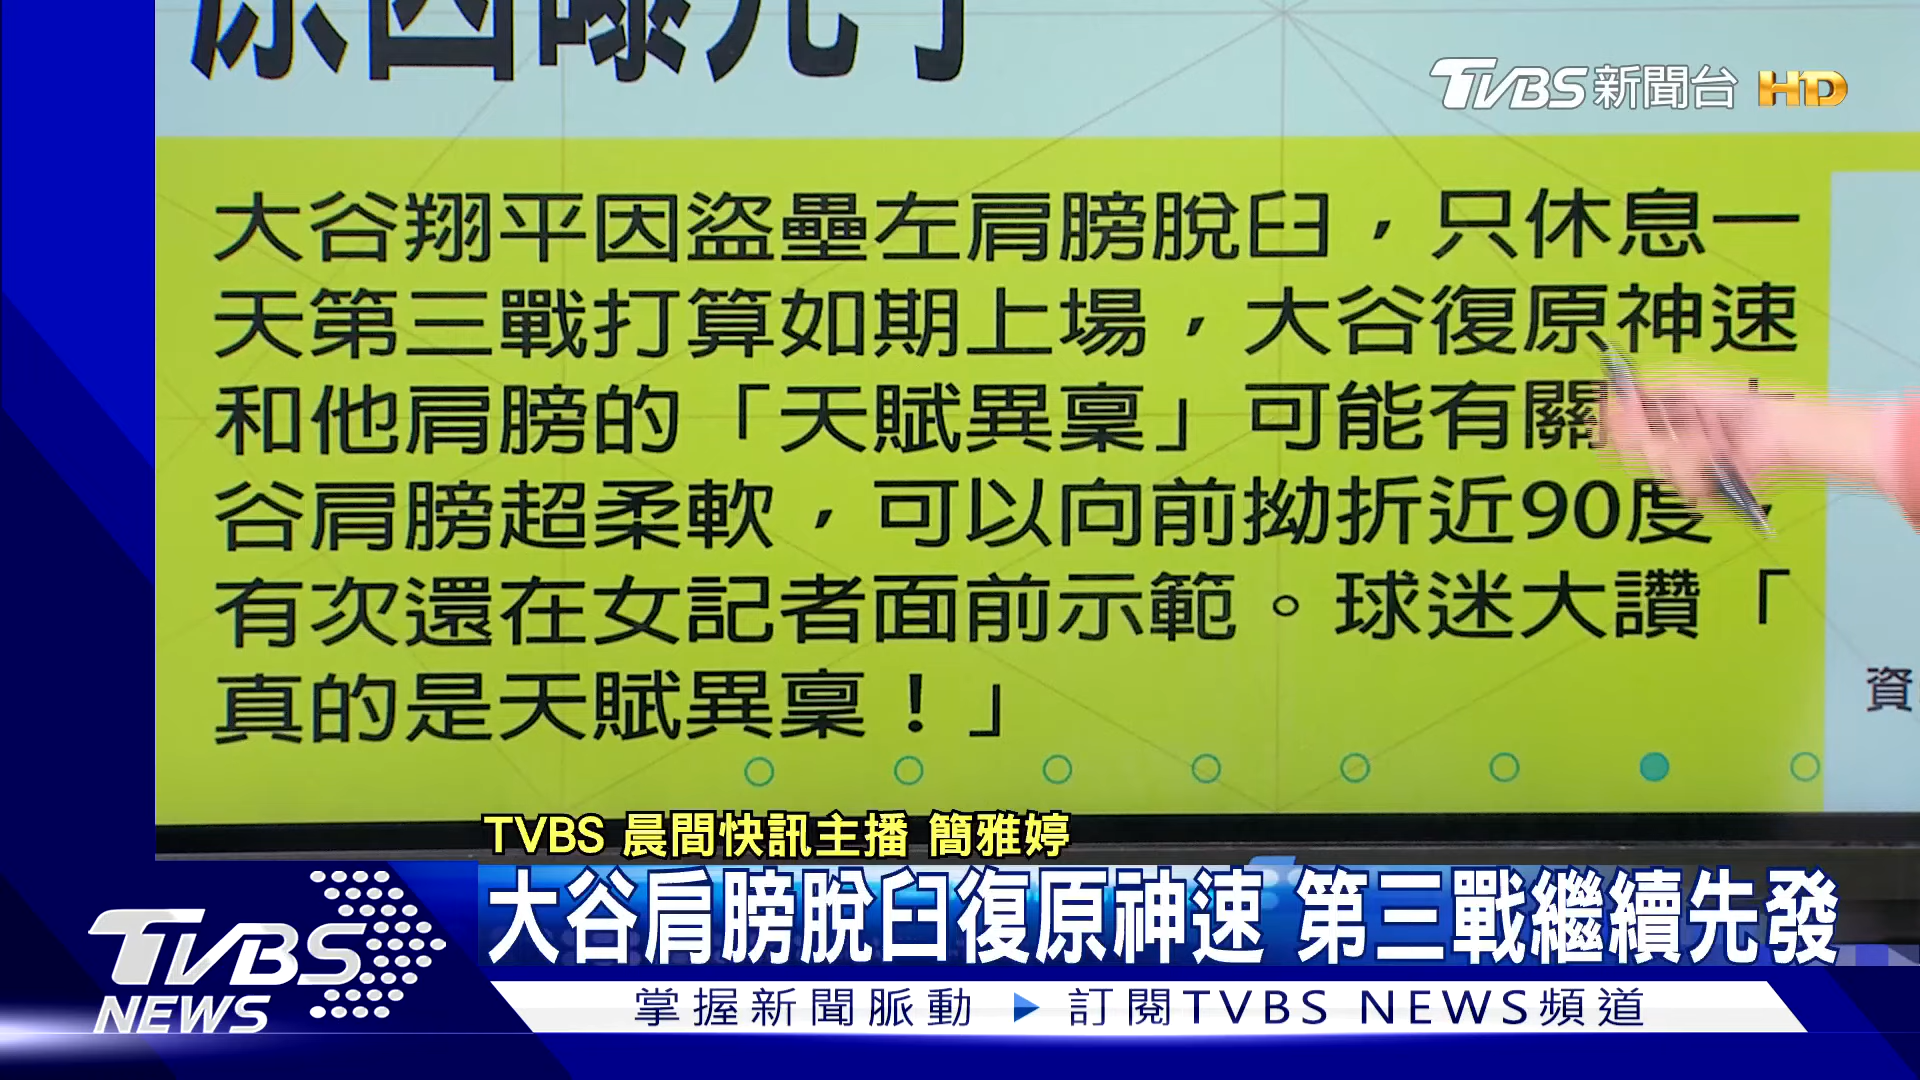 原因曝光了
TVBS新聞台 HD
大谷翔平因盜壘左肩膀脫臼，只休息一
天第三戰打算如期上場，大谷復原神速
和他肩膀的「天賦異稟」可能有關
谷肩膀超柔軟，可以向前拗折近90度，
有次還在女記者面前示範。球迷大讚「
真的是天賦異稟！」
資
TVBS 晨間快訊主播 簡雅婷
大谷肩膀脫臼復原神速 第三戰繼續先發
TVBS NEWS
掌握新聞脈動 ▶ 訂閱TVBS NEWS頻道